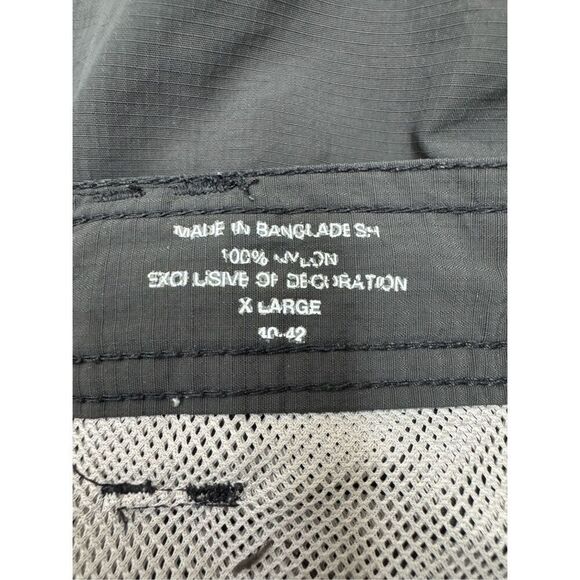 MADE IN BANGLADESH
100% NYLON
EXCLUSIVE OF DECORATION
X LARGE
40-42